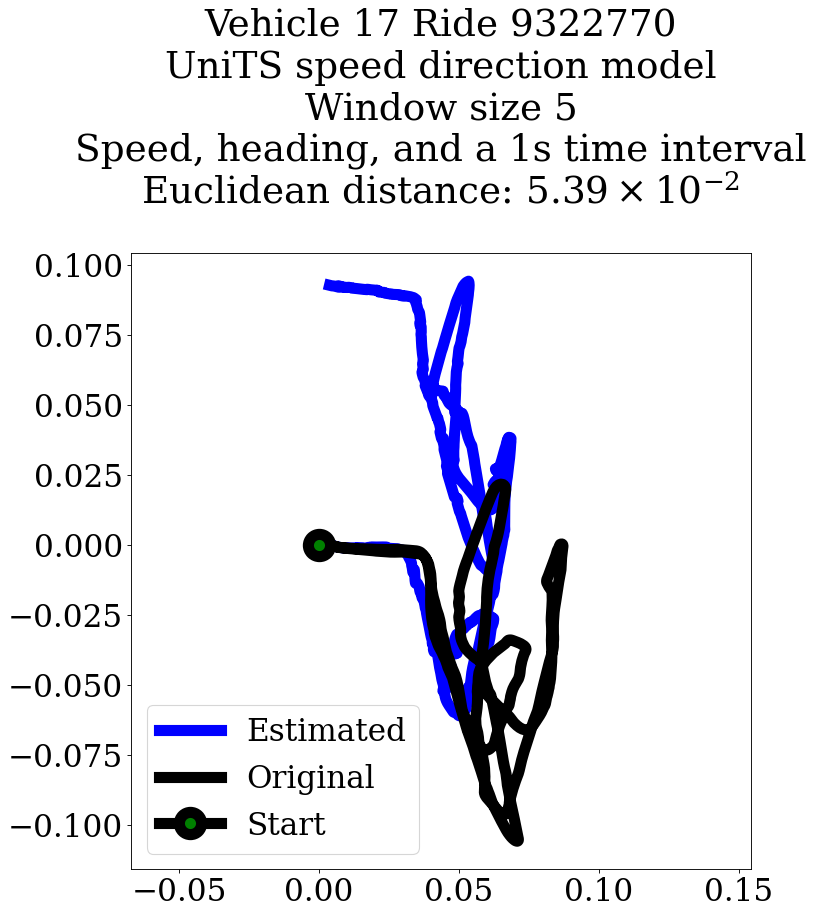 Vehicle 17 Ride 9322770
UniTS speed direction model
Window size 5
Speed, heading, and a 1s time interval
Euclidean distance: 5.39 × 10⁻²
0.100
0.075
0.050
0.025
0.000
−0.025
−0.050
−0.075
−0.100
Estimated
Original
Start
−0.05 0.00 0.05 0.10 0.15